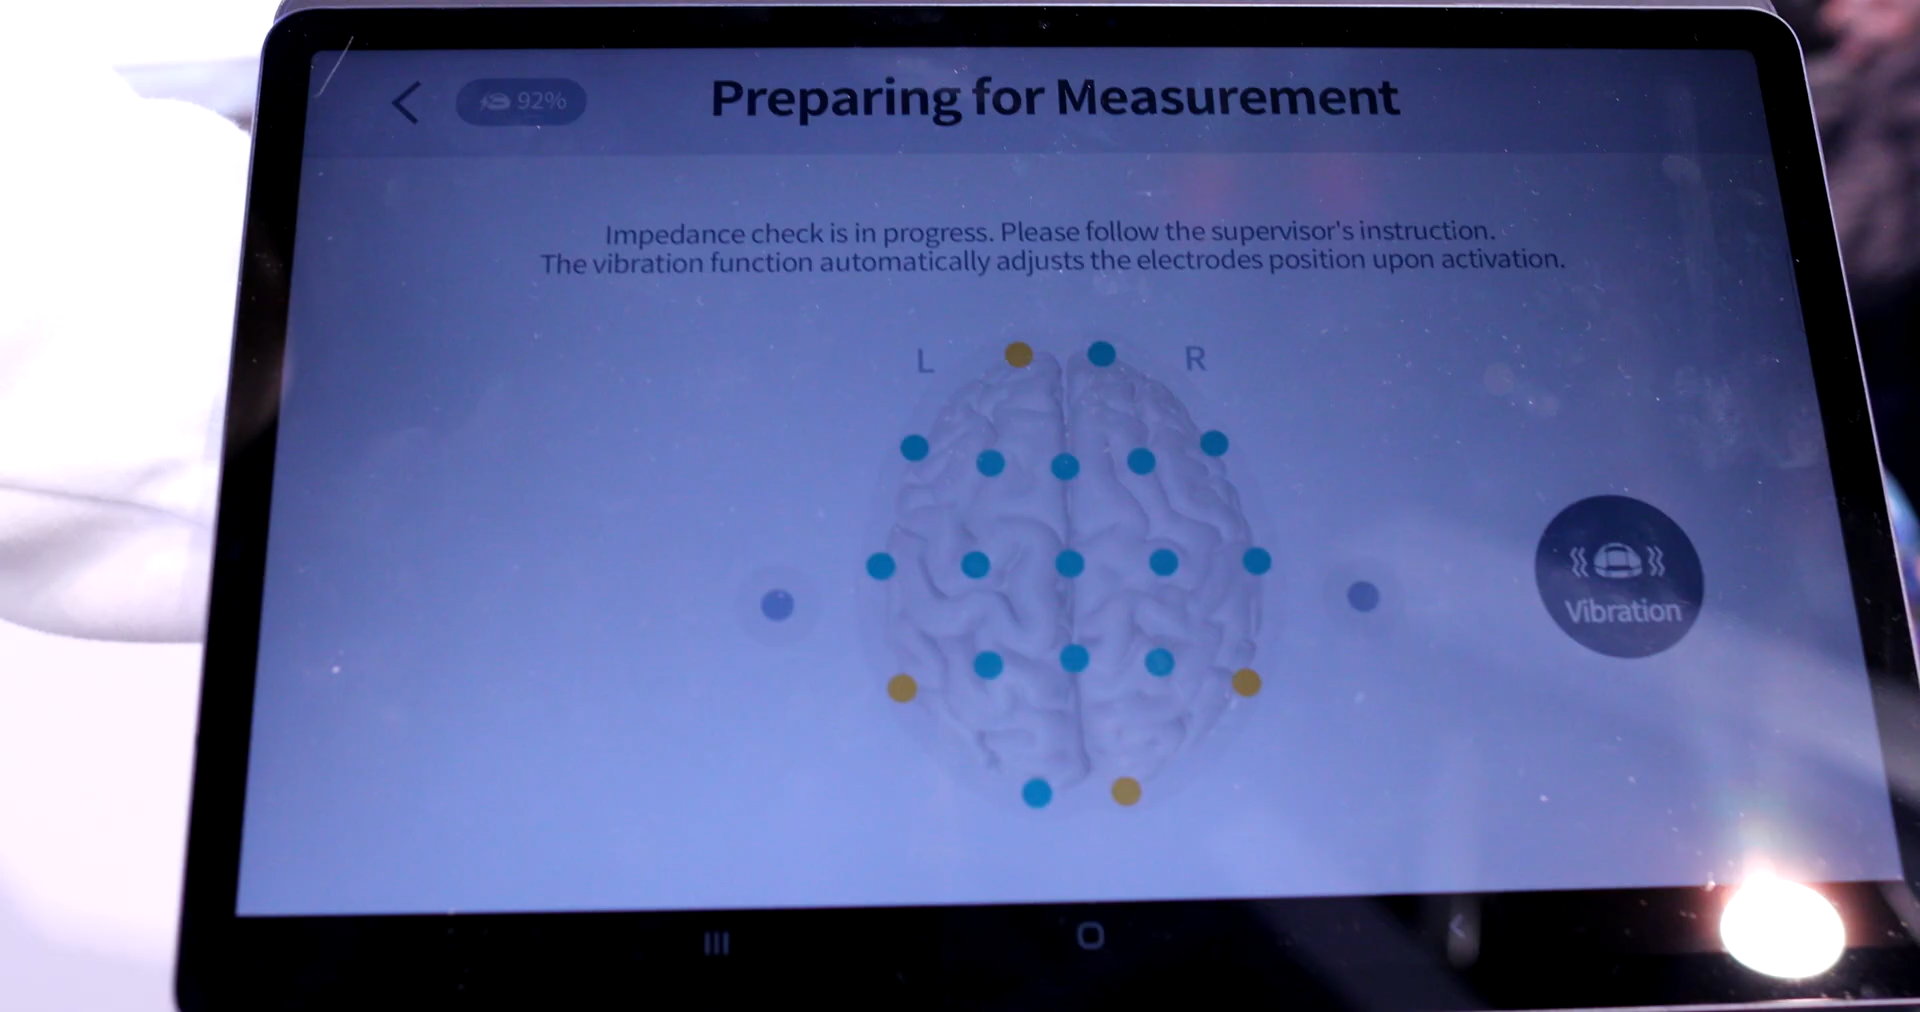 92%
Preparing for Measurement
Impedance check is in progress. Please follow the supervisor's instruction.
The vibration function automatically adjusts the electrodes position upon activation.
L
R
Vibration